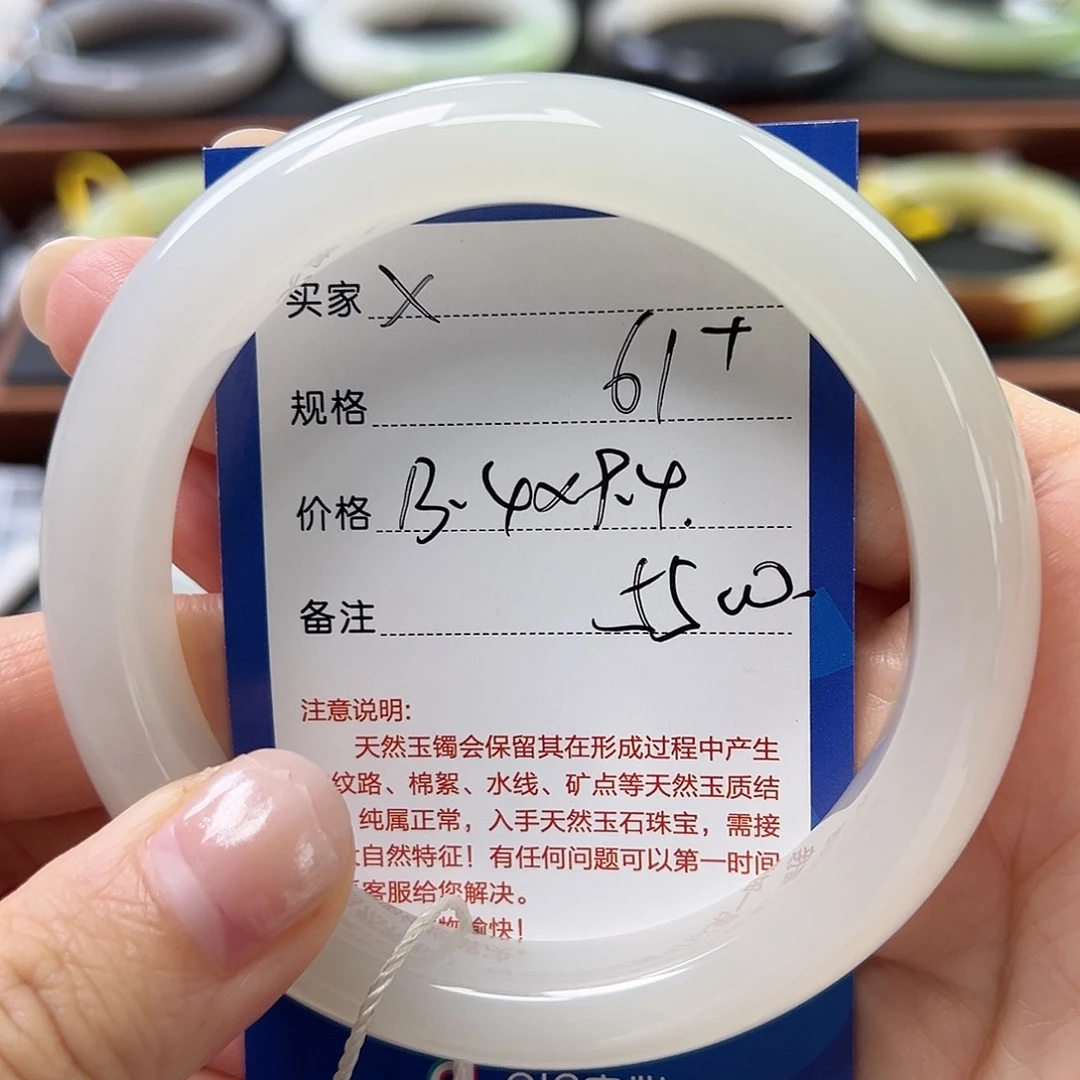 买家 X
规格 61+
价格 13.4×9.4.
备注
注意说明:
天然玉镯会保留其在形成过程中产生
纹路、棉絮、水线、矿点等天然玉质结
纯属正常，入手天然玉石珠宝，需接
自然特征！有任何问题可以第一时间
客服给您解决。
愉快！